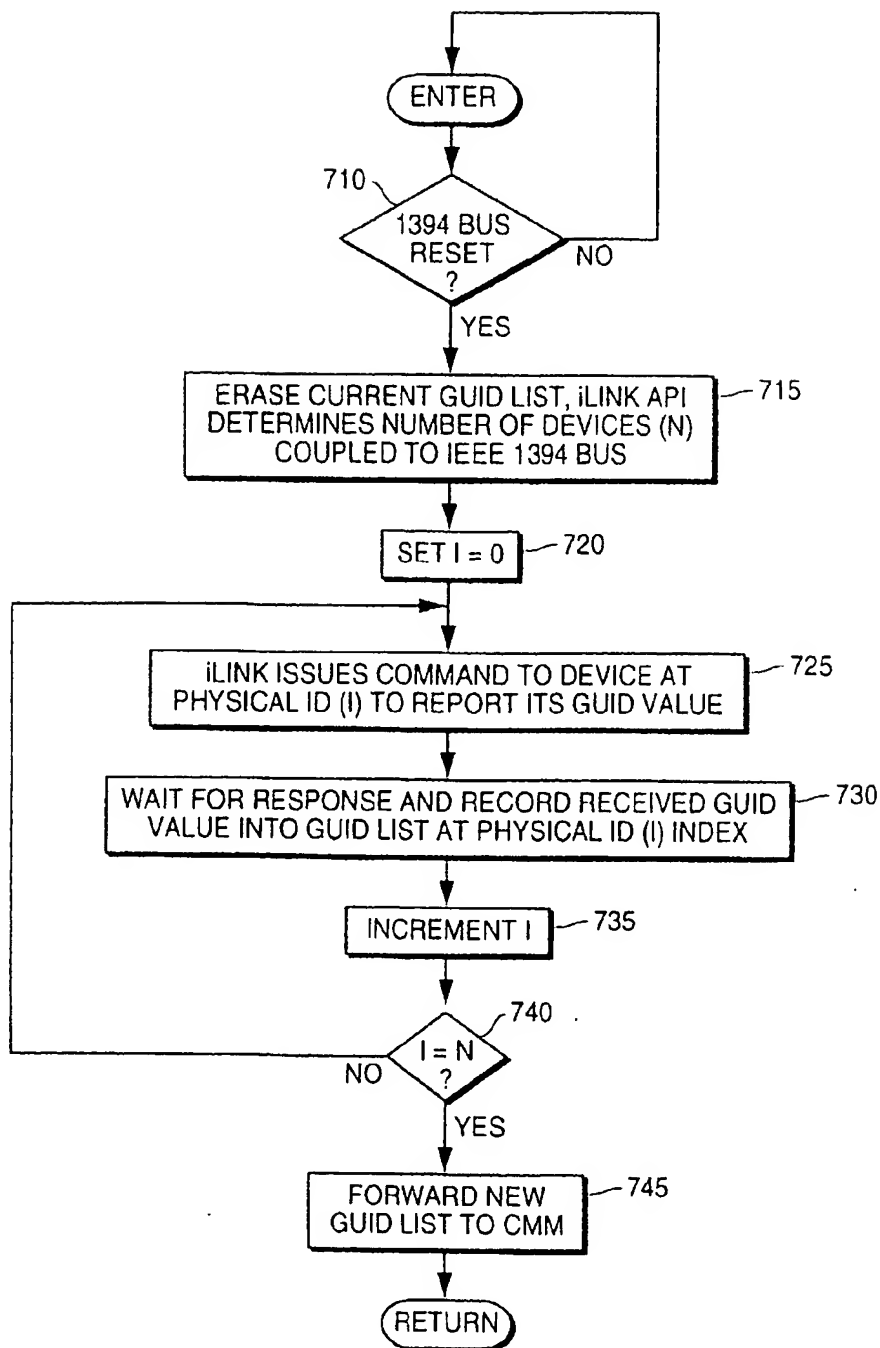 ENTER
710
1394 BUS
RESET
?
NO
YES
ERASE CURRENT GUID LIST, iLINK API
DETERMINES NUMBER OF DEVICES (N)
COUPLED TO IEEE 1394 BUS
715
SET I = 0
720
iLINK ISSUES COMMAND TO DEVICE AT
PHYSICAL ID (I) TO REPORT ITS GUID VALUE
725
WAIT FOR RESPONSE AND RECORD RECEIVED GUID
VALUE INTO GUID LIST AT PHYSICAL ID (I) INDEX
730
INCREMENT I
735
740
I = N
?
NO
YES
FORWARD NEW
GUID LIST TO CMM
745
RETURN